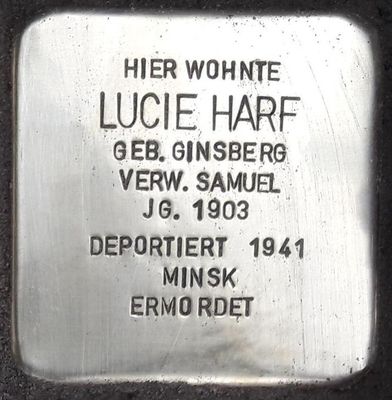 HIER WOHNTE
LUCIE HARF
GEB. GINSBERG
VERW. SAMUEL
JG. 1903
DEPORTIERT 1941
MINSK
ERMORDET